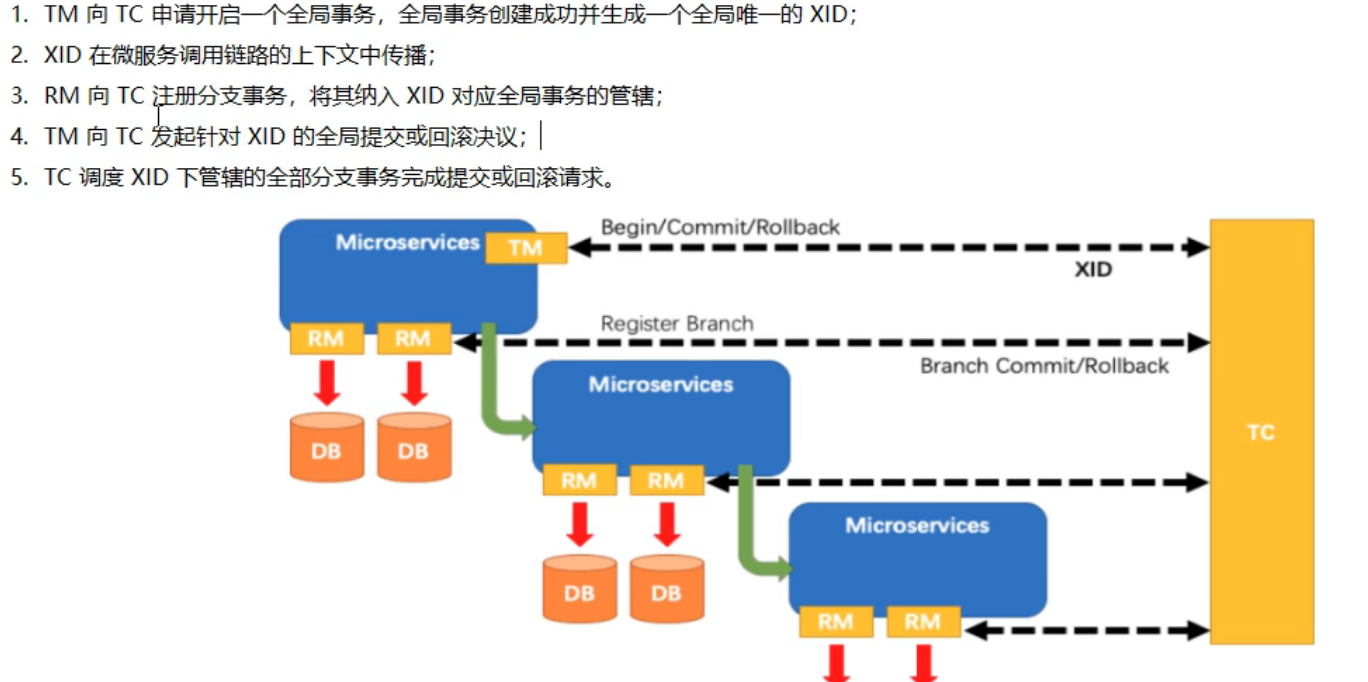 1. TM 向 TC 申请开启一个全局事务，全局事务创建成功并生成一个全局唯一的 XID；
2. XID 在微服务调用链路的上下文中传播；
3. RM 向 TC 注册分支事务，将其纳入 XID 对应全局事务的管辖；
4. TM 向 TC 发起针对 XID 的全局提交或回滚决议；
5. TC 调度 XID 下管辖的全部分支事务完成提交或回滚请求。
Begin/Commit/Rollback
Microservices TM
XID
Register Branch
RM RM
Branch Commit/Rollback
Microservices
TC
DB DB
RM RM
Microservices
DB DB
RM RM